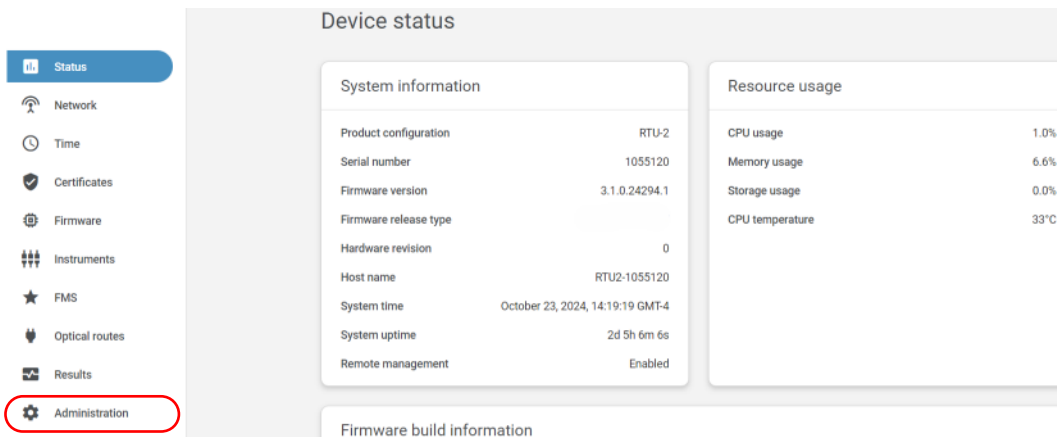 Device status
Status
Network
Time
Certificates
Firmware
Instruments
FMS
Optical routes
Results
Administration
System information
Product configuration RTU-2
Serial number 1055120
Firmware version 3.1.0.24294.1
Firmware release type
Hardware revision 0
Host name RTU2-1055120
System time October 23, 2024, 14:19:19 GMT-4
System uptime 2d 5h 6m 6s
Remote management Enabled
Resource usage
CPU usage 1.0%
Memory usage 6.6%
Storage usage 0.0%
CPU temperature 33°C
Firmware build information